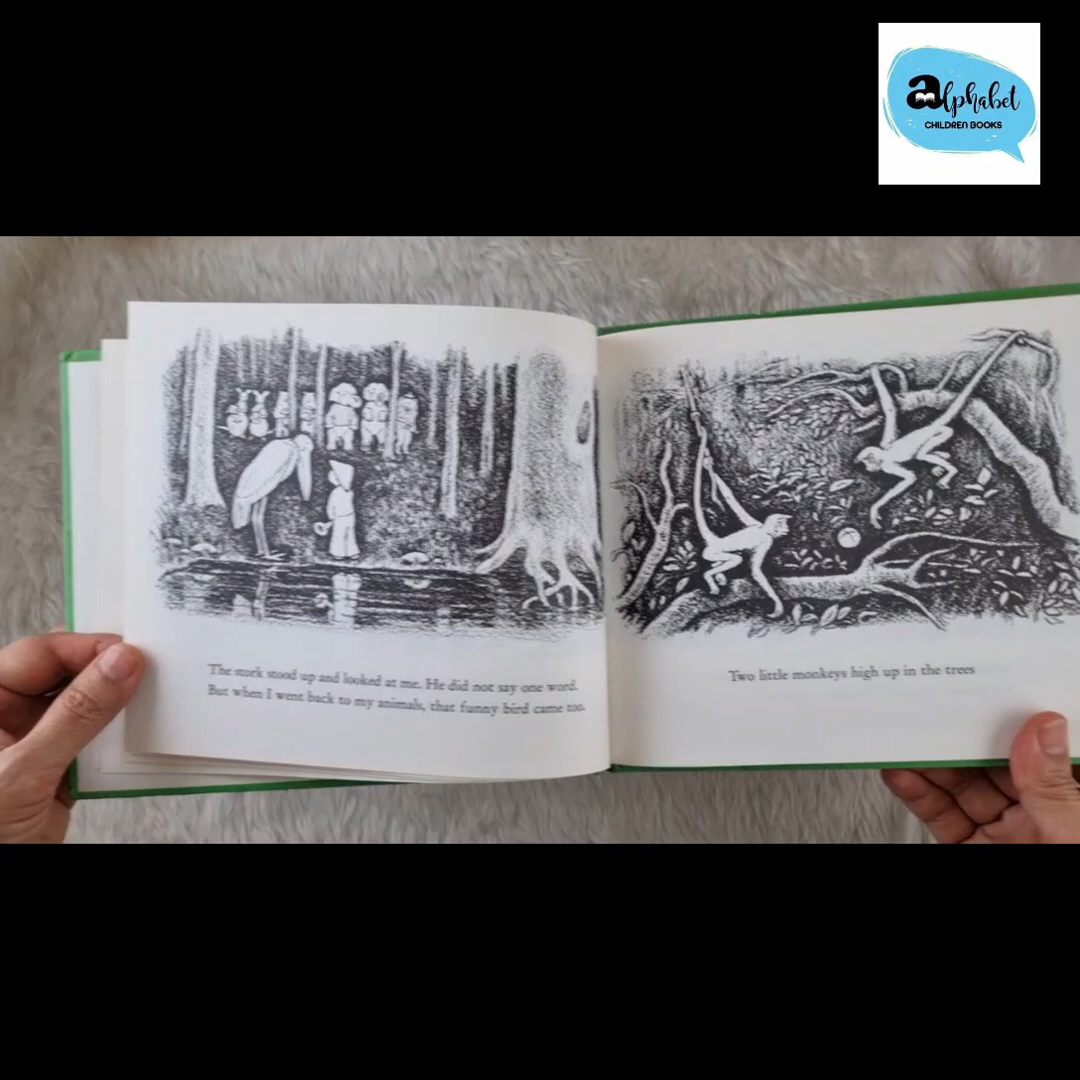 alphabet
CHILDREN BOOKS
The stork stood up and looked at me. He did not say one word.
But when I went back to my animals, that funny bird came too.
Two little monkeys high up in the trees